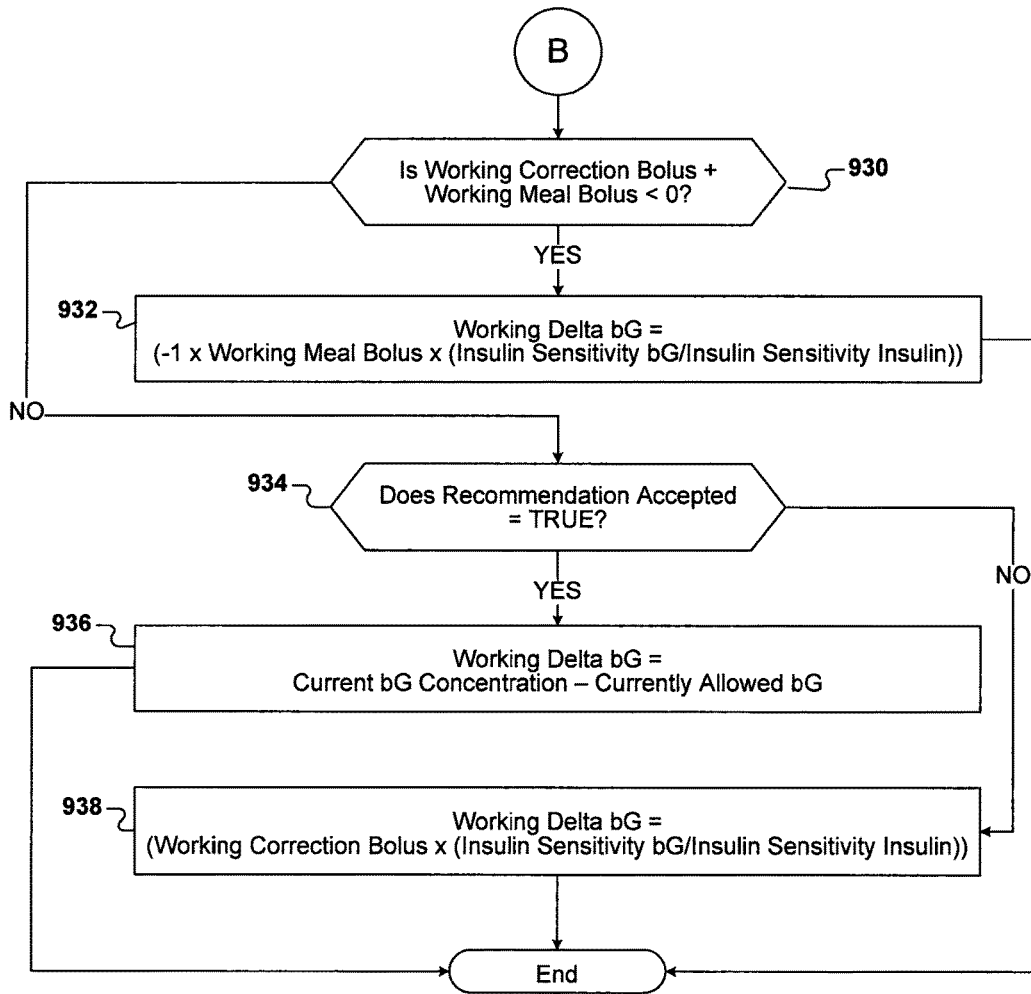 B
Is Working Correction Bolus +
Working Meal Bolus < 0?
930
YES
932
Working Delta bG =
(-1 x Working Meal Bolus x (Insulin Sensitivity bG/Insulin Sensitivity Insulin))
NO
934
Does Recommendation Accepted
= TRUE?
NO
YES
936
Working Delta bG =
Current bG Concentration – Currently Allowed bG
938
Working Delta bG =
(Working Correction Bolus x (Insulin Sensitivity bG/Insulin Sensitivity Insulin))
End